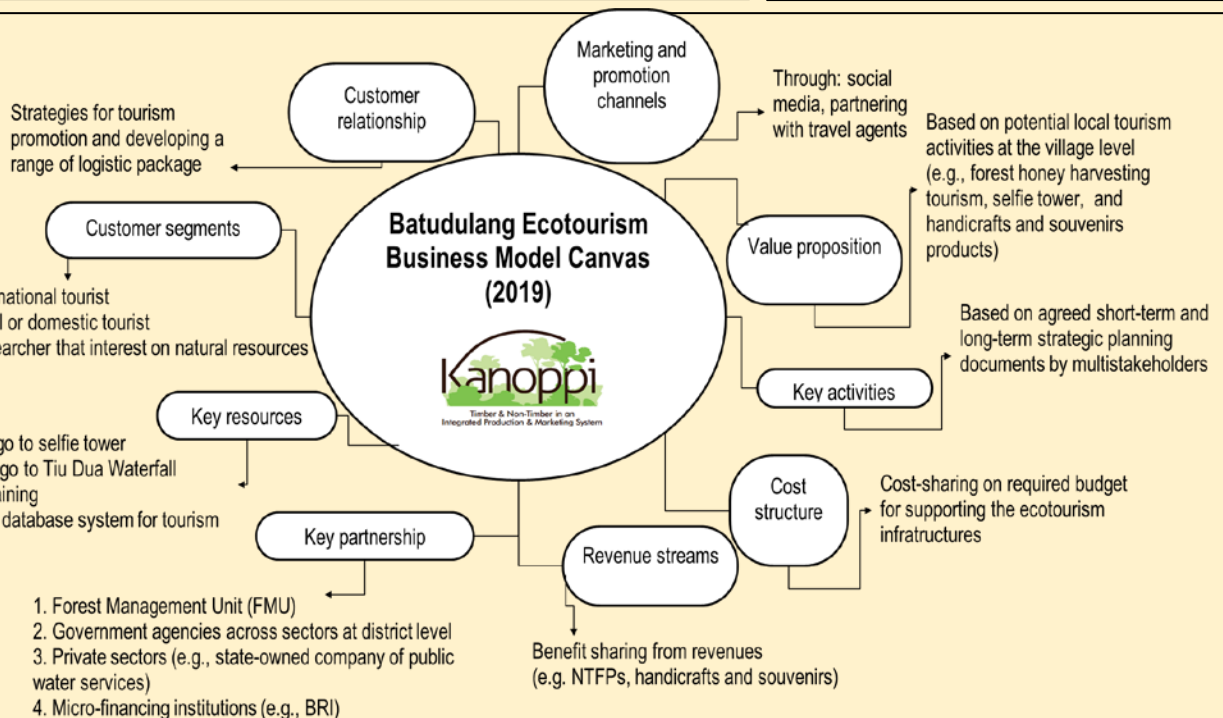 Marketing and
promotion
channels
Through: social
media, partnering
with travel agents
Customer
relationship
Strategies for tourism
promotion and developing a
range of logistic package
Based on potential local tourism
activities at the village level
(e.g., forest honey harvesting
tourism, selfie tower, and
handicrafts and souvenirs
products)
Value proposition
Customer segments
national tourist
or domestic tourist
that interest on natural resources
Batudulang Ecotourism
Business Model Canvas
(2019)
Kanoppi
Timber & Non-Timber in an
Integrated Production & Marketing System
Based on agreed short-term and
long-term strategic planning
documents by multistakeholders
Key activities
Key resources
go to selfie tower
go to Tiu Dua Waterfall
database system for tourism
Cost
structure
Cost-sharing on required budget
for supporting the ecotourism
infratructures
Key partnership
1. Forest Management Unit (FMU)
2. Government agencies across sectors at district level
3. Private sectors (e.g., state-owned company of public
water services)
4. Micro-financing institutions (e.g., BRI)
Revenue streams
Benefit sharing from revenues
(e.g. NTFPs, handicrafts and souvenirs)